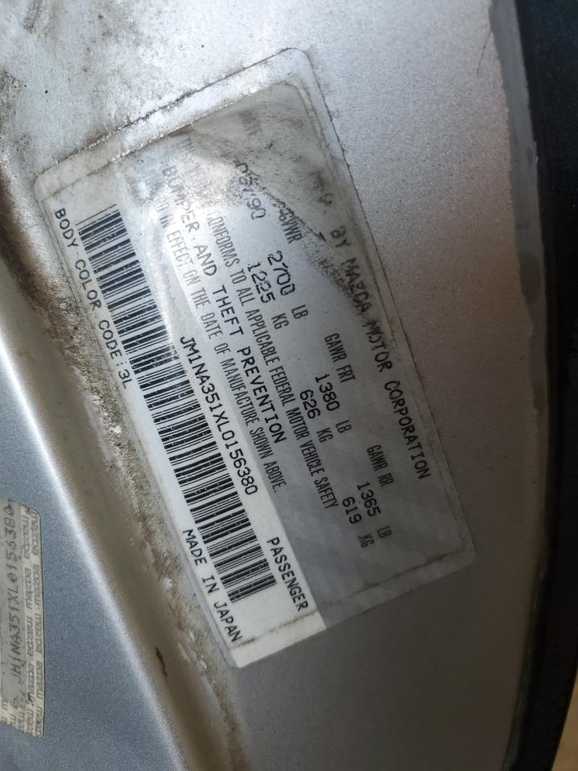 BY MAZDA MOTOR CORPORATION
GVWR GAWR FRT GAWR RR
2700 LB 1380 LB 1365 LB
1225 KG 626 KG 619 KG
CONFORMS TO ALL APPLICABLE FEDERAL MOTOR VEHICLE SAFETY
BUMPER AND THEFT PREVENTION
IN EFFECT ON THE DATE OF MANUFACTURE SHOWN ABOVE.
JM1NA351XL0156380 PASSENGER
MADE IN JAPAN
BODY COLOR CODE:3L
JM1NA351XL0156380